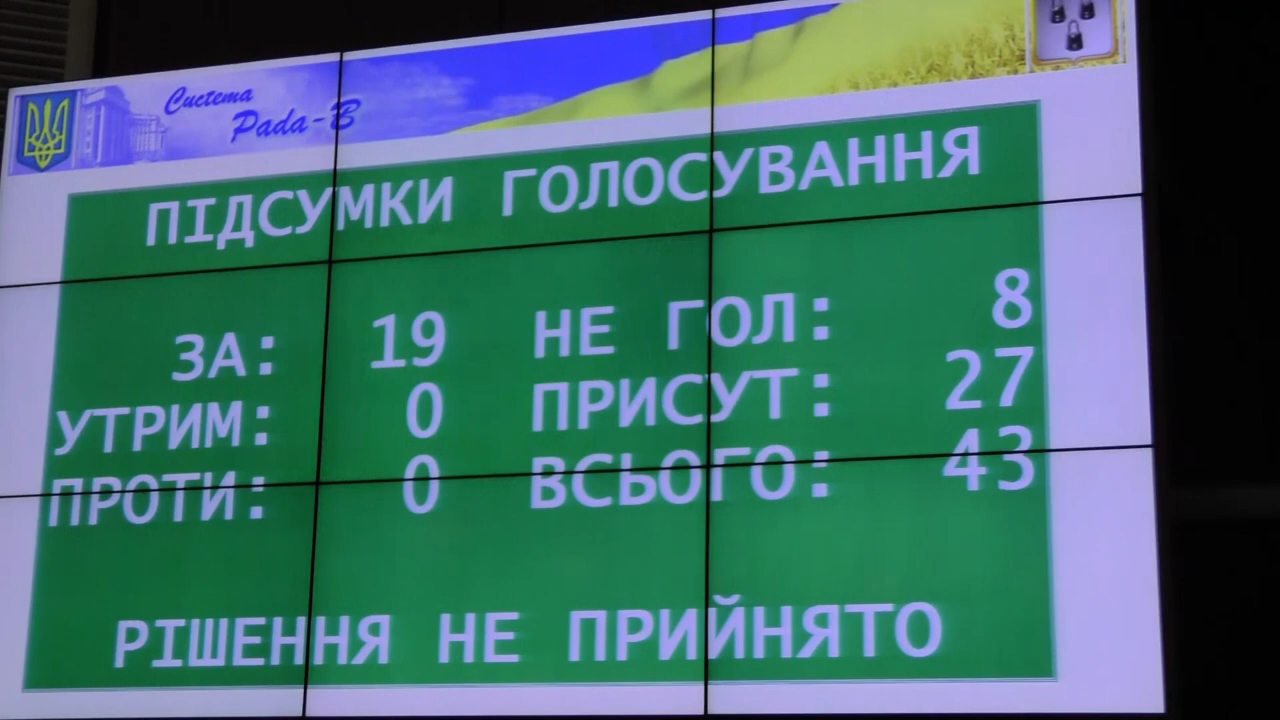 Система
Рада-В
ПІДСУМКИ ГОЛОСУВАННЯ
ЗА: 19 НЕ ГОЛ: 8
УТРИМ: 0 ПРИСУТ: 27
ПРОТИ: 0 ВСЬОГО: 43
РІШЕННЯ НЕ ПРИЙНЯТО